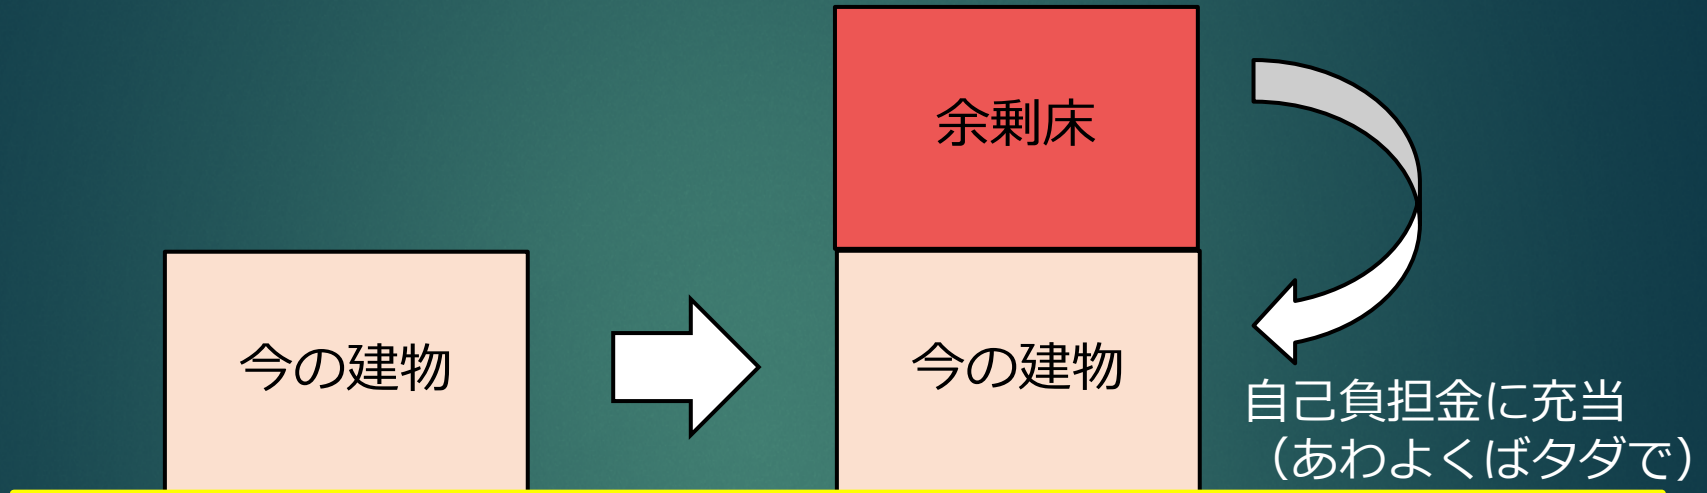 余剰床
今の建物
今の建物
自己負担金に充当
（あわよくばタダで）